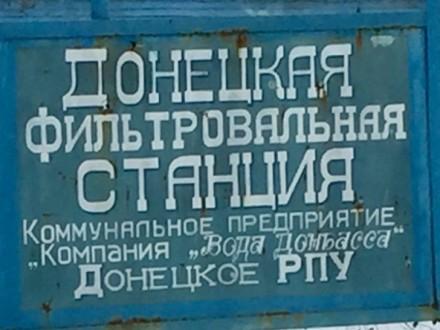 ДОНЕЦКАЯ
ФИЛЬТРОВАЛЬНАЯ
СТАНЦИЯ
КОММУНАЛЬНОЕ ПРЕДПРИЯТИЕ
„КОМПАНИЯ „Вода Донбасса"
ДОНЕЦКОЕ РПУ